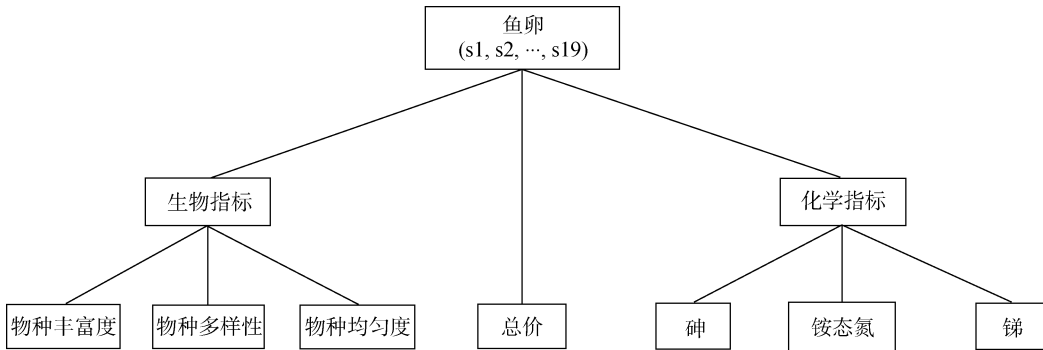 鱼卵
(s1, s2, ···, s19)
生物指标
化学指标
物种丰富度
物种多样性
物种均匀度
总价
砷
铵态氮
锑